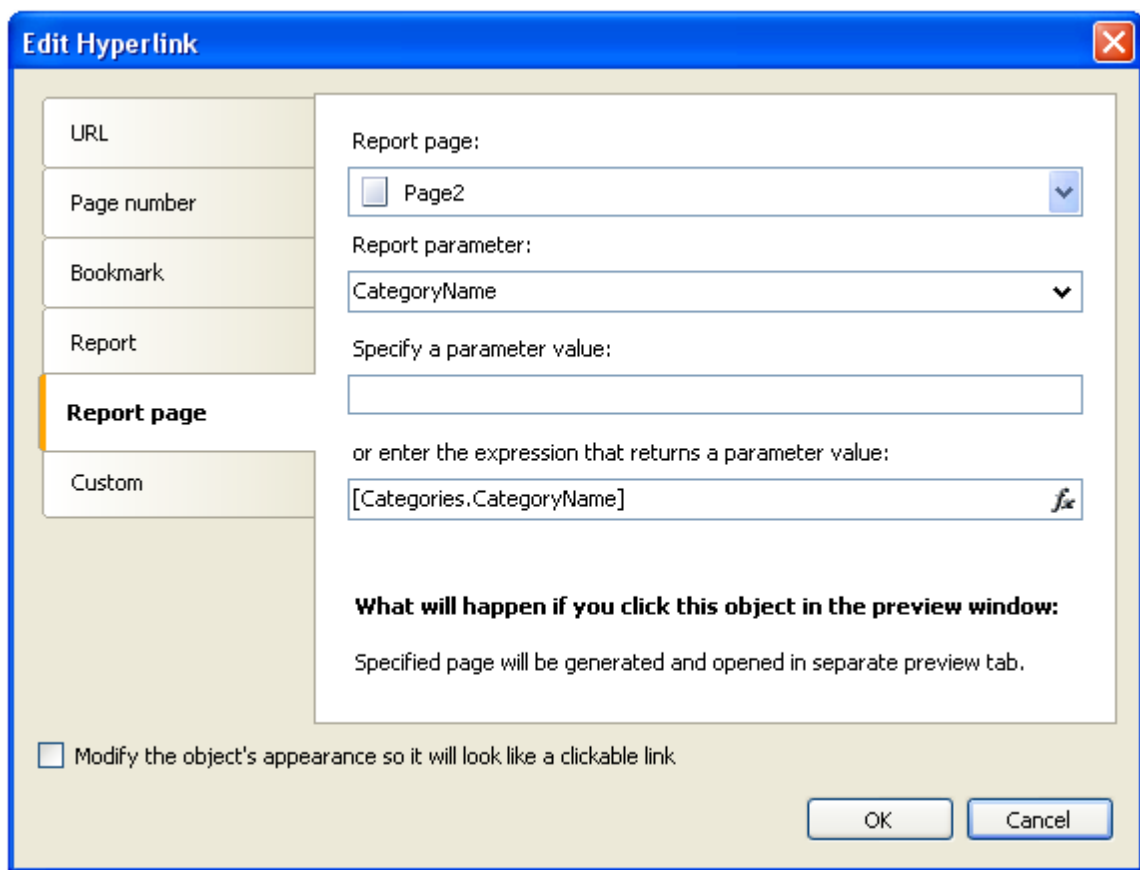 Edit Hyperlink
URL
Page number
Bookmark
Report
Report page
Custom
Report page:
Page2
Report parameter:
CategoryName
Specify a parameter value:
or enter the expression that returns a parameter value:
[Categories.CategoryName] fx
What will happen if you click this object in the preview window:
Specified page will be generated and opened in separate preview tab.
Modify the object's appearance so it will look like a clickable link
OK Cancel